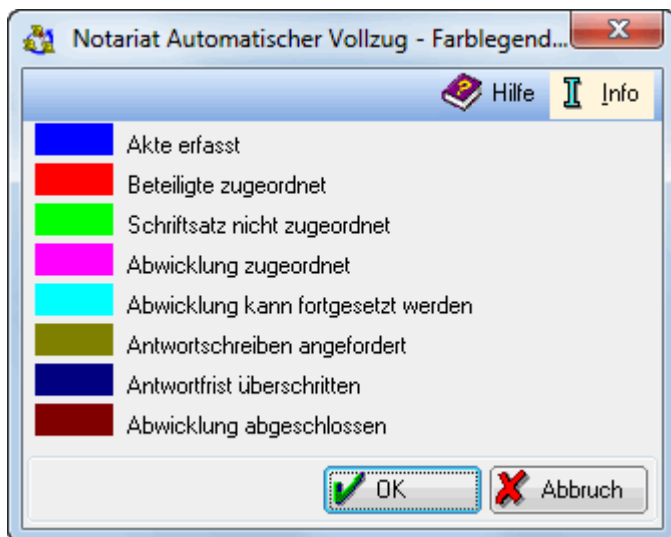 Notariat Automatischer Vollzug - Farblegend...
Hilfe Info
Akte erfasst
Beteiligte zugeordnet
Schriftsatz nicht zugeordnet
Abwicklung zugeordnet
Abwicklung kann fortgesetzt werden
Antwortschreiben angefordert
Antwortfrist überschritten
Abwicklung abgeschlossen
OK Abbruch